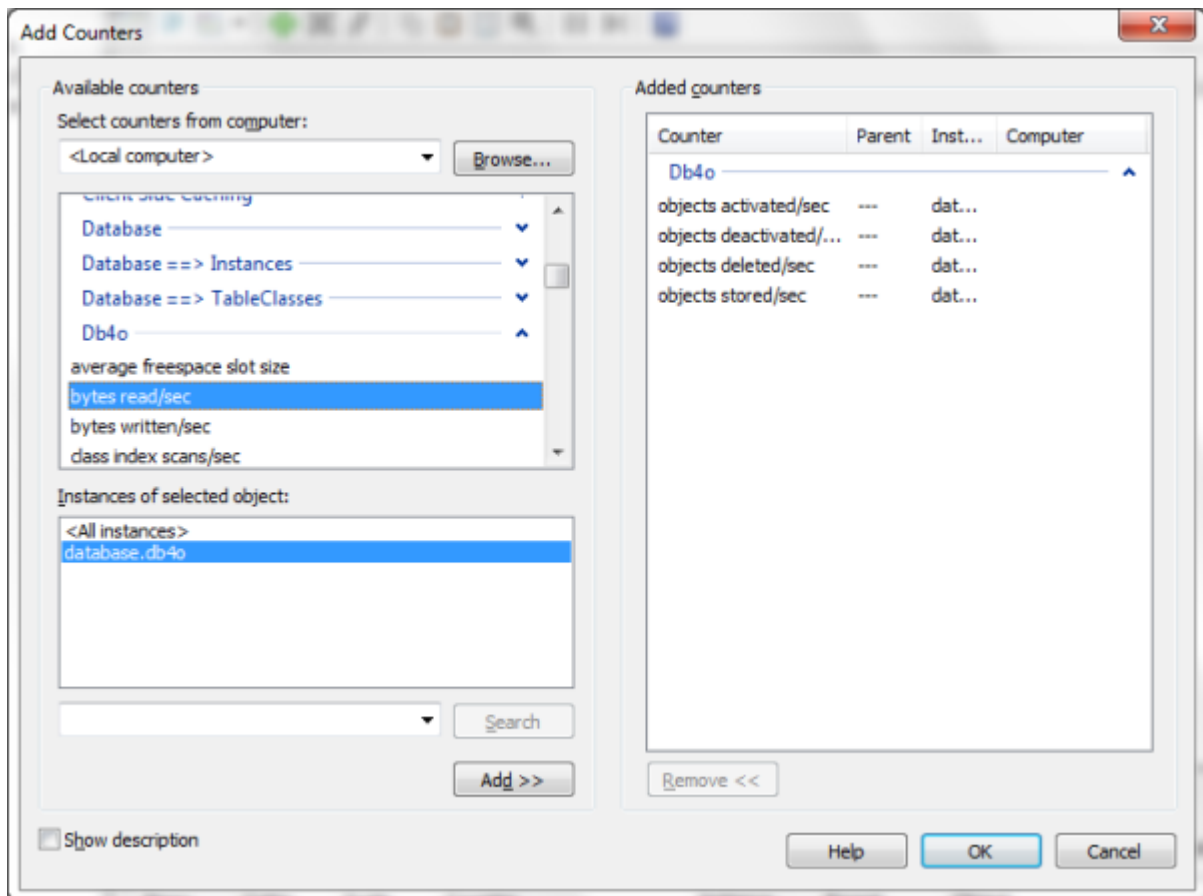 Add Counters
Available counters
Select counters from computer:
<Local computer>
Browse...
Client Side Caching
Database
Database ==> Instances
Database ==> TableClasses
Db4o
average freespace slot size
bytes read/sec
bytes written/sec
class index scans/sec
Instances of selected object:
<All instances>
database.db4o
Search
Add >>
Show description
Added counters
Counter Parent Inst... Computer
Db4o
objects activated/sec --- dat...
objects deactivated/... --- dat...
objects deleted/sec --- dat...
objects stored/sec --- dat...
Remove <<
Help OK Cancel